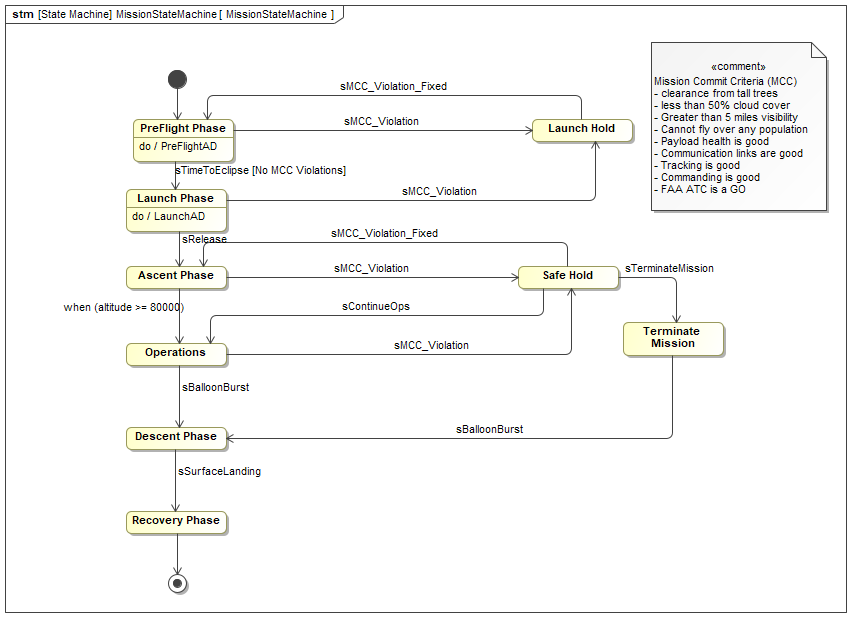 stm [State Machine] MissionStateMachine [ MissionStateMachine ]
«comment»
Mission Commit Criteria (MCC)
- clearance from tall trees
- less than 50% cloud cover
- Greater than 5 miles visibility
- Cannot fly over any population
- Payload health is good
- Communication links are good
- Tracking is good
- Commanding is good
- FAA ATC is a GO
sMCC_Violation_Fixed
PreFlight Phase
do / PreFlightAD
sMCC_Violation
Launch Hold
sTimeToEclipse [No MCC Violations]
Launch Phase
do / LaunchAD
sMCC_Violation
sRelease
sMCC_Violation_Fixed
Ascent Phase
sMCC_Violation
Safe Hold
sTerminateMission
when (altitude >= 80000)
sContinueOps
Terminate
Mission
Operations
sMCC_Violation
sBalloonBurst
Descent Phase
sBalloonBurst
sSurfaceLanding
Recovery Phase